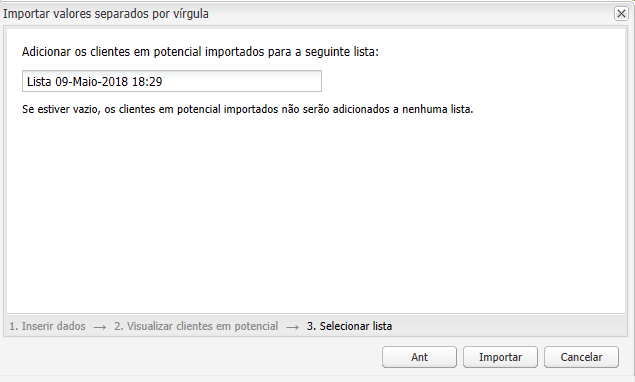 Importar valores separados por vírgula
Adicionar os clientes em potencial importados para a seguinte lista:
Lista 09-Maio-2018 18:29
Se estiver vazio, os clientes em potencial importados não serão adicionados a nenhuma lista.
1. Inserir dados → 2. Visualizar clientes em potencial → 3. Selecionar lista
Ant Importar Cancelar